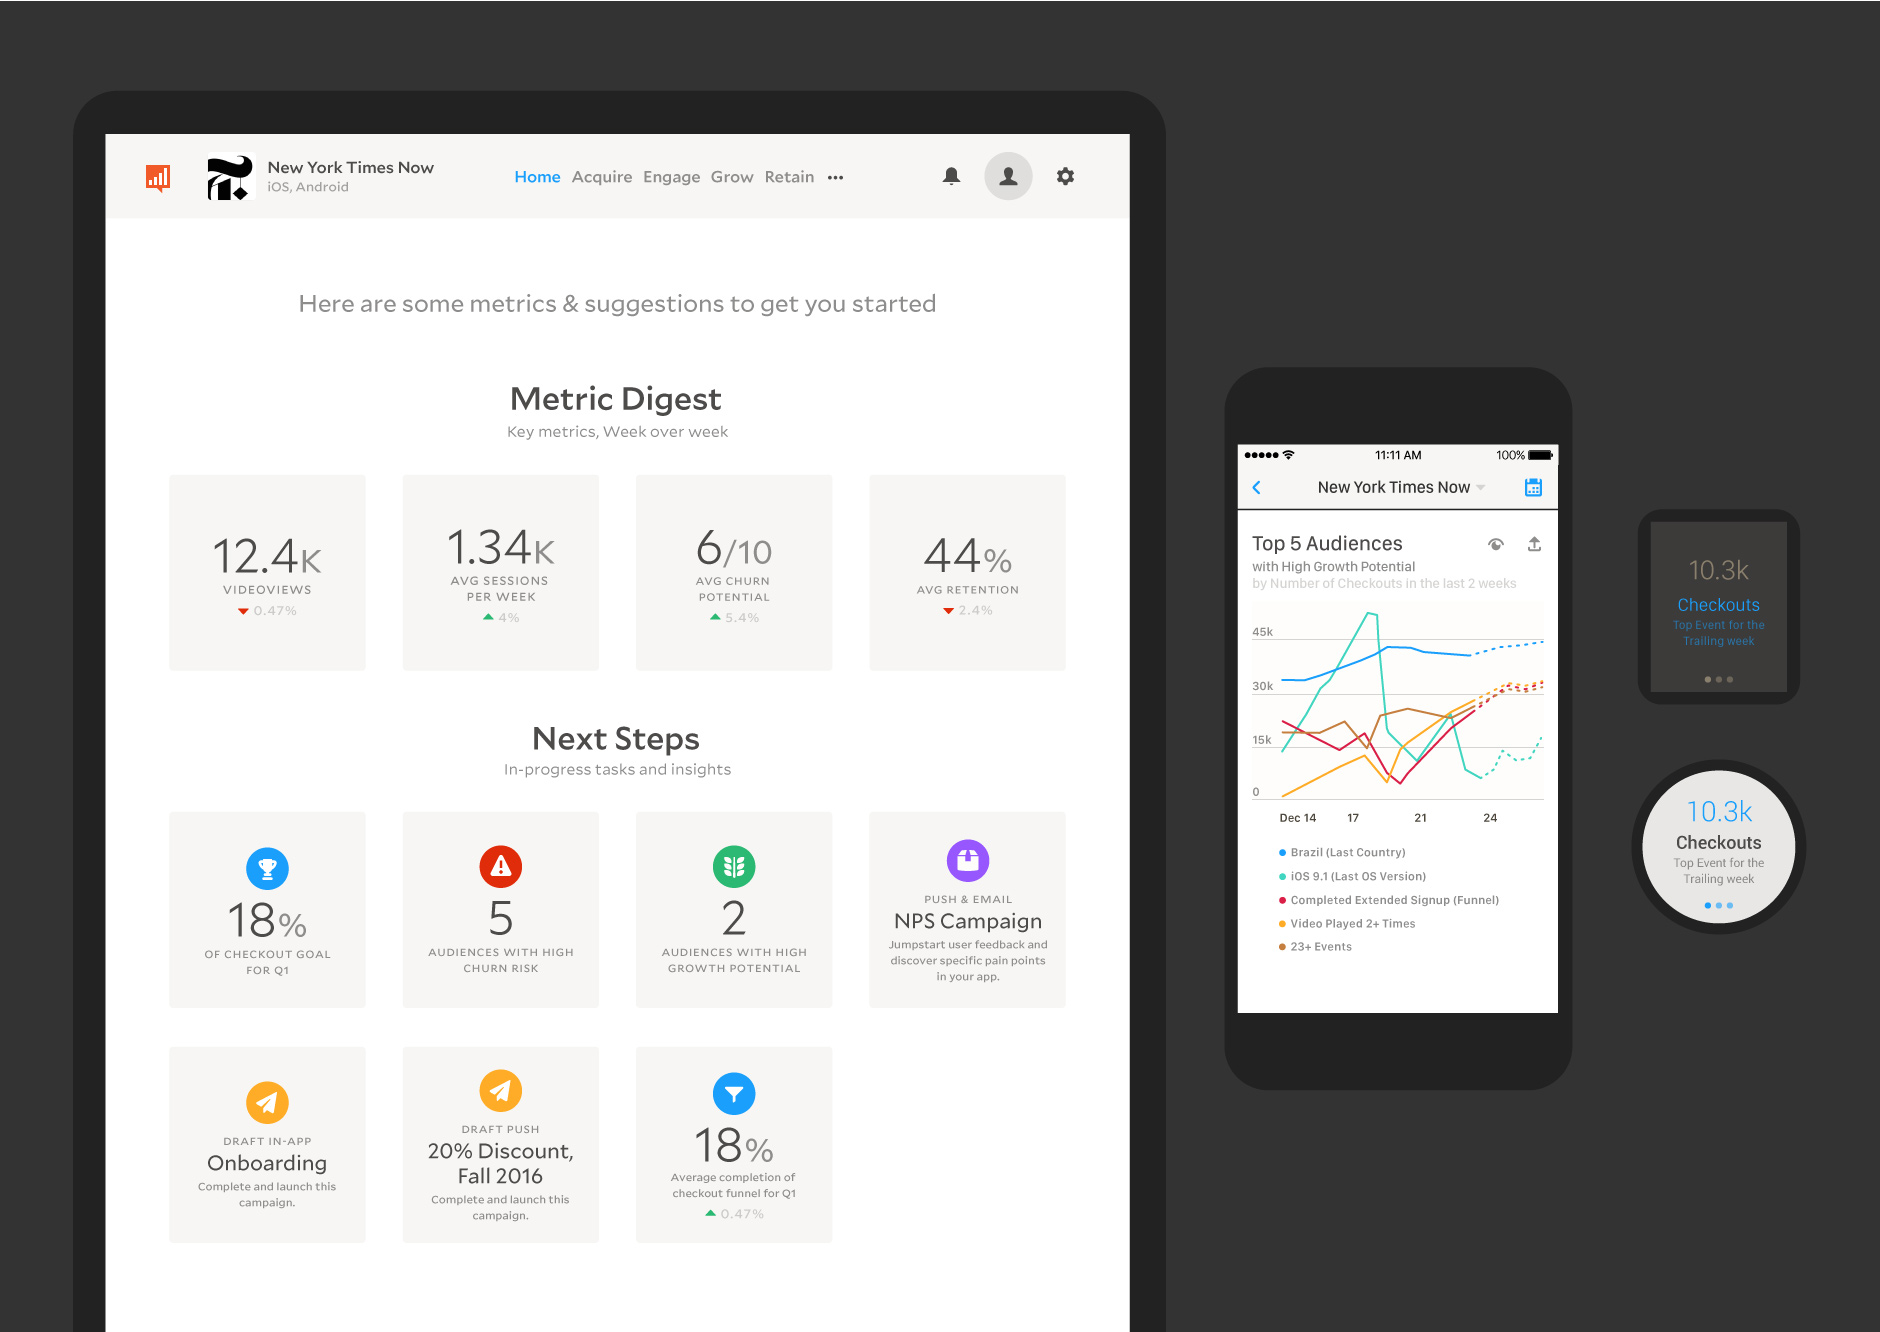 New York Times Now
iOS, Android
Home Acquire Engage Grow Retain •••
Here are some metrics & suggestions to get you started
Metric Digest
Key metrics, Week over week
12.4K
VIDEOVIEWS
0.47%
1.34K
AVG SESSIONS
PER WEEK
4%
6/10
AVG CHURN
POTENTIAL
5.4%
44%
AVG RETENTION
2.4%
Next Steps
In-progress tasks and insights
18%
OF CHECKOUT GOAL
FOR Q1
5
AUDIENCES WITH HIGH
CHURN RISK
2
AUDIENCES WITH HIGH
GROWTH POTENTIAL
PUSH & EMAIL
NPS Campaign
Jumpstart user feedback and
discover specific pain points
in your app.
DRAFT IN-APP
Onboarding
Complete and launch this
campaign.
DRAFT PUSH
20% Discount,
Fall 2016
Complete and launch this
campaign.
18%
Average completion of
checkout funnel for Q1
0.47%
11:11 AM 100%
New York Times Now
Top 5 Audiences
with High Growth Potential
by Number of Checkouts in the last 2 weeks
45k
30k
15k
0
Dec 14 17 21 24
Brazil (Last Country)
iOS 9.1 (Last OS Version)
Completed Extended Signup (Funnel)
Video Played 2+ Times
23+ Events
10.3k
Checkouts
Top Event for the
Trailing week
10.3k
Checkouts
Top Event for the
Trailing week